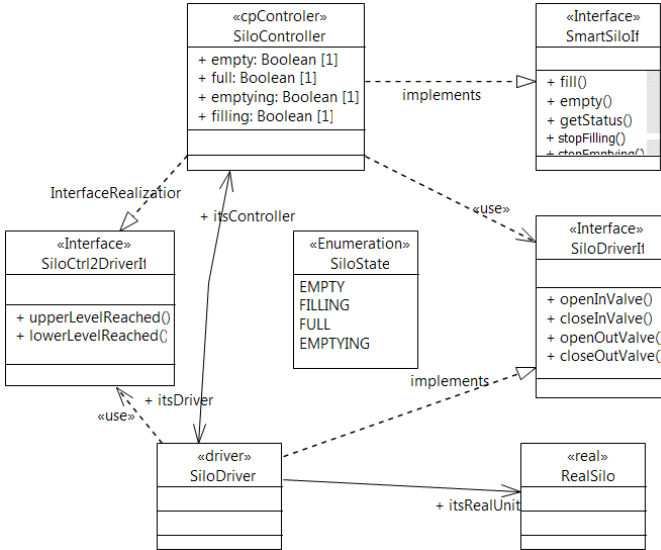 «cpControler»
SiloController
+ empty: Boolean [1]
+ full: Boolean [1]
+ emptying: Boolean [1]
+ filling: Boolean [1]
«Interface»
SmartSiloIf
+ fill()
+ empty()
+ getStatus()
+ stopFilling()
+ stopEmptying()
implements
InterfaceRealization
+ itsController
«use»
«Interface»
SiloCtrl2DriverIf
+ upperLevelReached()
+ lowerLevelReached()
«Enumeration»
SiloState
EMPTY
FILLING
FULL
EMPTYING
«Interface»
SiloDriverIf
+ openInValve()
+ closeInValve()
+ openOutValve()
+ closeOutValve()
implements
+ itsDriver
«use»
«driver»
SiloDriver
«real»
RealSilo
+ itsRealUnit